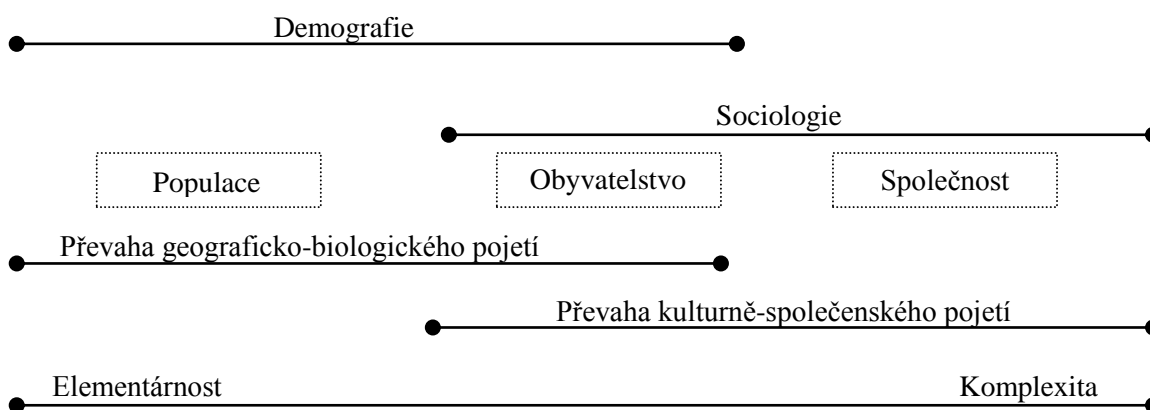 Demografie
Sociologie
Populace Obyvatelstvo Společnost
Převaha geograficko-biologického pojetí
Převaha kulturně-společenského pojetí
Elementárnost Komplexita